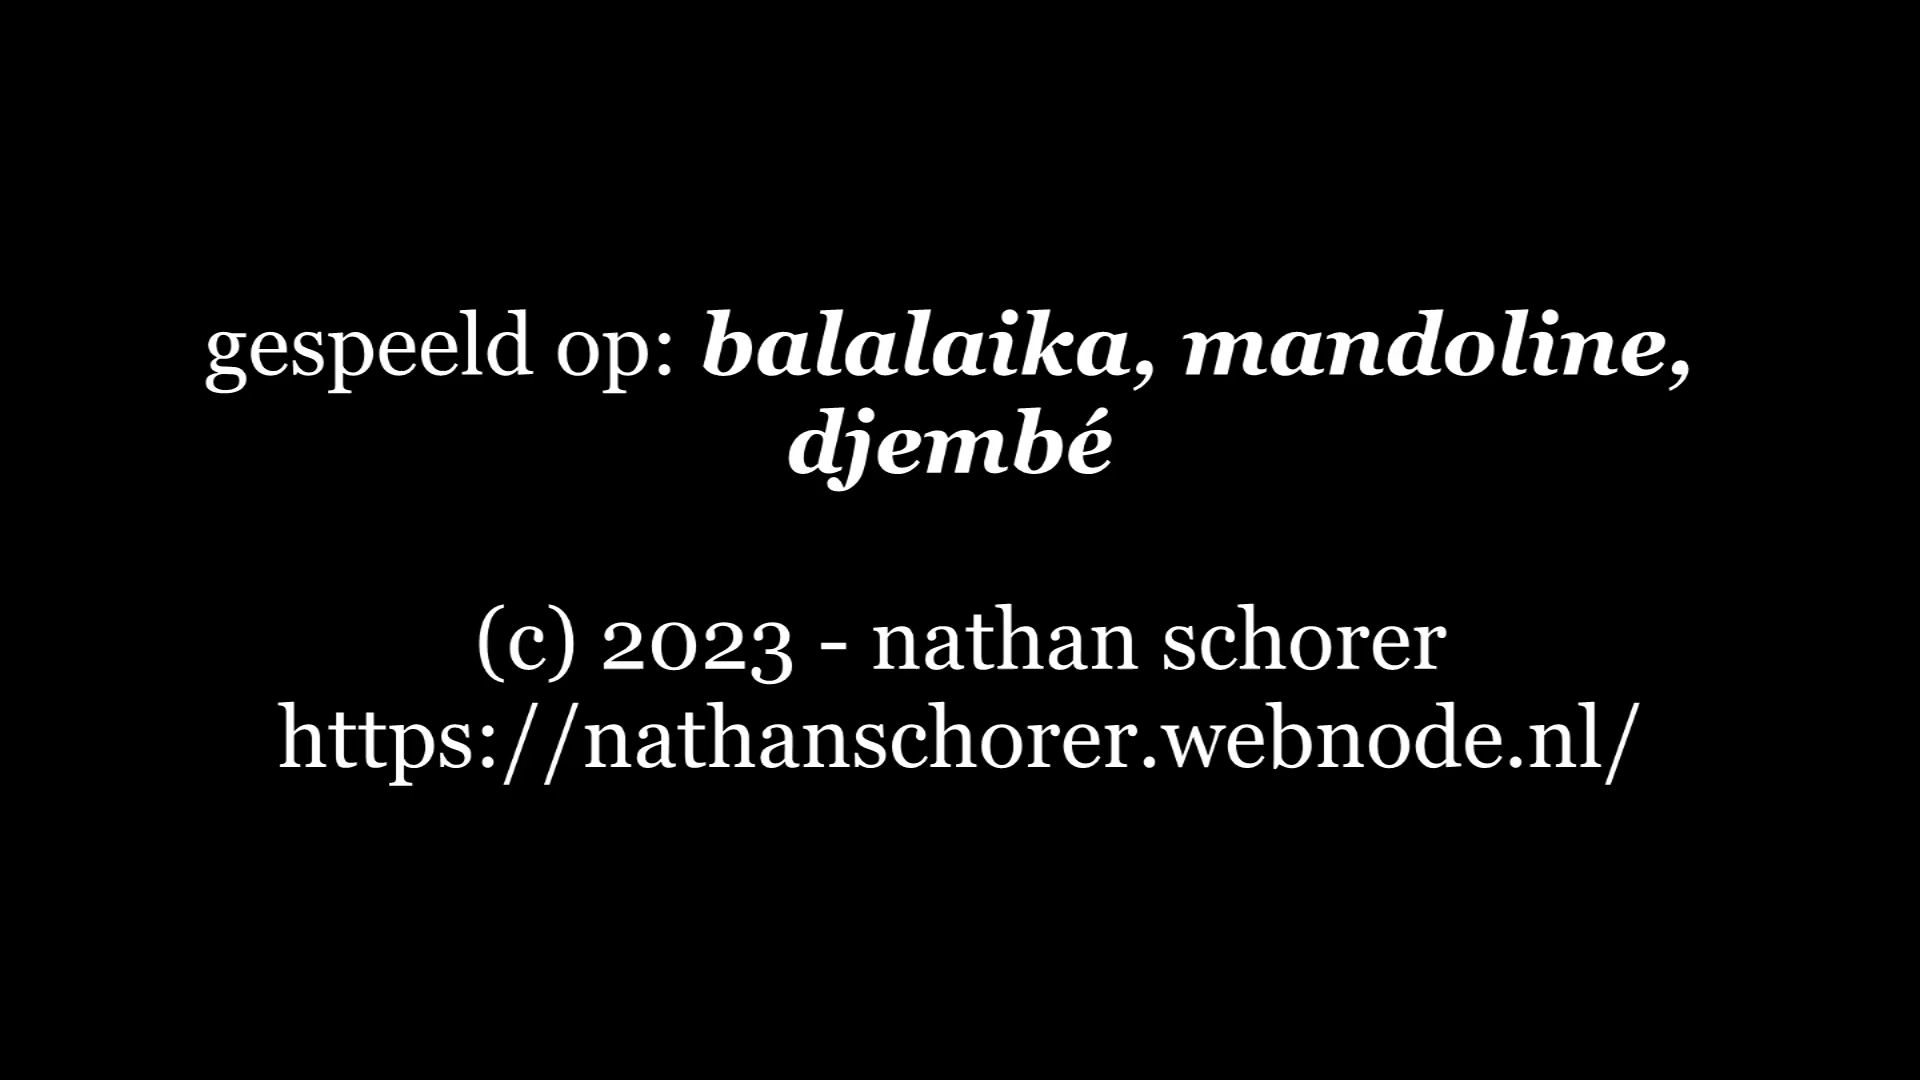 gespeeld op: balalaika, mandoline,
djembé
(c) 2023 - nathan schorer
https://nathanschorer.webnode.nl/